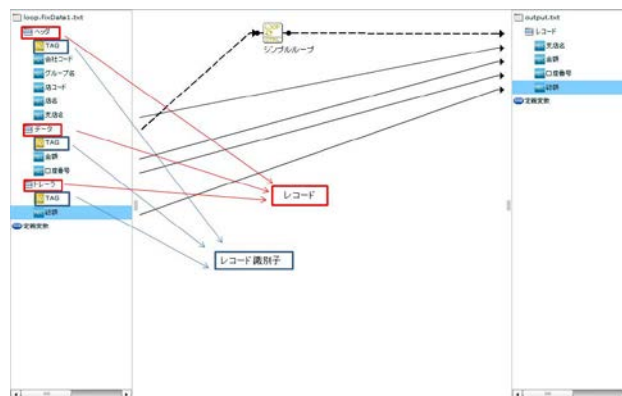 loop.fixDate1.txt
ヘッダ
TAG
会社コード
グループ名
店コード
店名
支店名
データ
TAG
金額
口座番号
トレーラ
TAG
総額
定義変数
シンプルループ
レコード
レコード識別子
output.txt
レコード
支店名
金額
口座番号
総額
定義変数